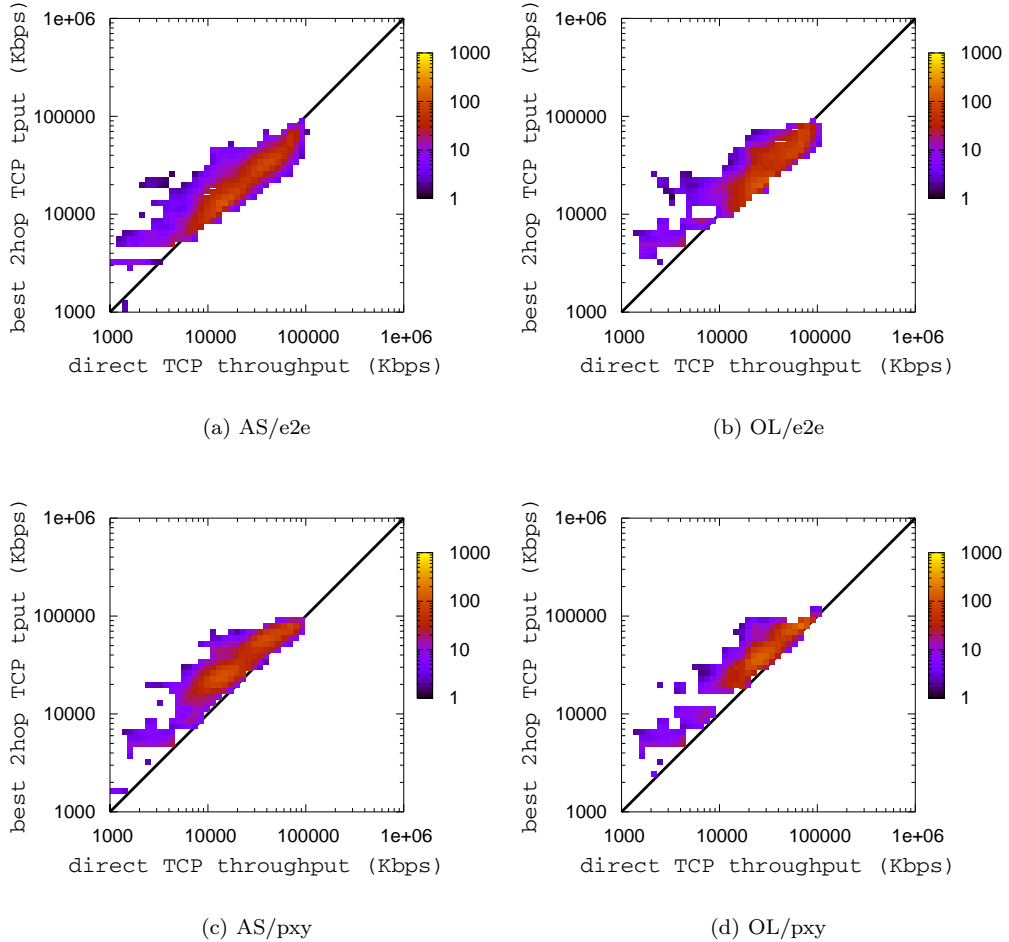 best 2hop TCP tput (Kbps)
1e+06
100000
10000
1000
1000 10000 100000 1e+06
direct TCP throughput (Kbps)
1000
100
10
1
(a) AS/e2e
best 2hop TCP tput (Kbps)
1e+06
100000
10000
1000
1000 10000 100000 1e+06
direct TCP throughput (Kbps)
1000
100
10
1
(b) OL/e2e
best 2hop TCP tput (Kbps)
1e+06
100000
10000
1000
1000 10000 100000 1e+06
direct TCP throughput (Kbps)
1000
100
10
1
(c) AS/pxy
best 2hop TCP tput (Kbps)
1e+06
100000
10000
1000
1000 10000 100000 1e+06
direct TCP throughput (Kbps)
1000
100
10
1
(d) OL/pxy